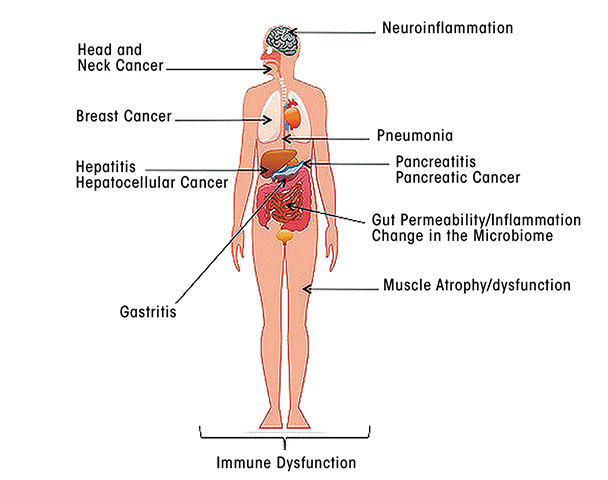 Neuroinflammation
Head and
Neck Cancer
Breast Cancer
Pneumonia
Hepatitis
Hepatocellular Cancer
Pancreatitis
Pancreatic Cancer
Gut Permeability/Inflammation
Change in the Microbiome
Muscle Atrophy/dysfunction
Gastritis
Immune Dysfunction